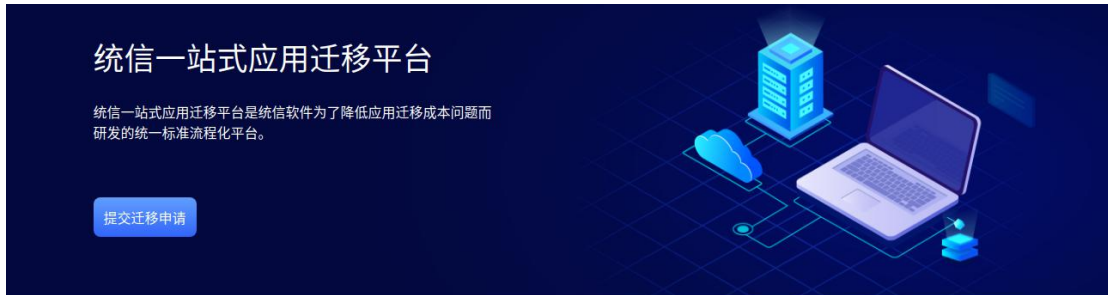 统信一站式应用迁移平台
统信一站式应用迁移平台是统信软件为了降低应用迁移成本问题而
研发的统一标准流程化平台。
提交迁移申请